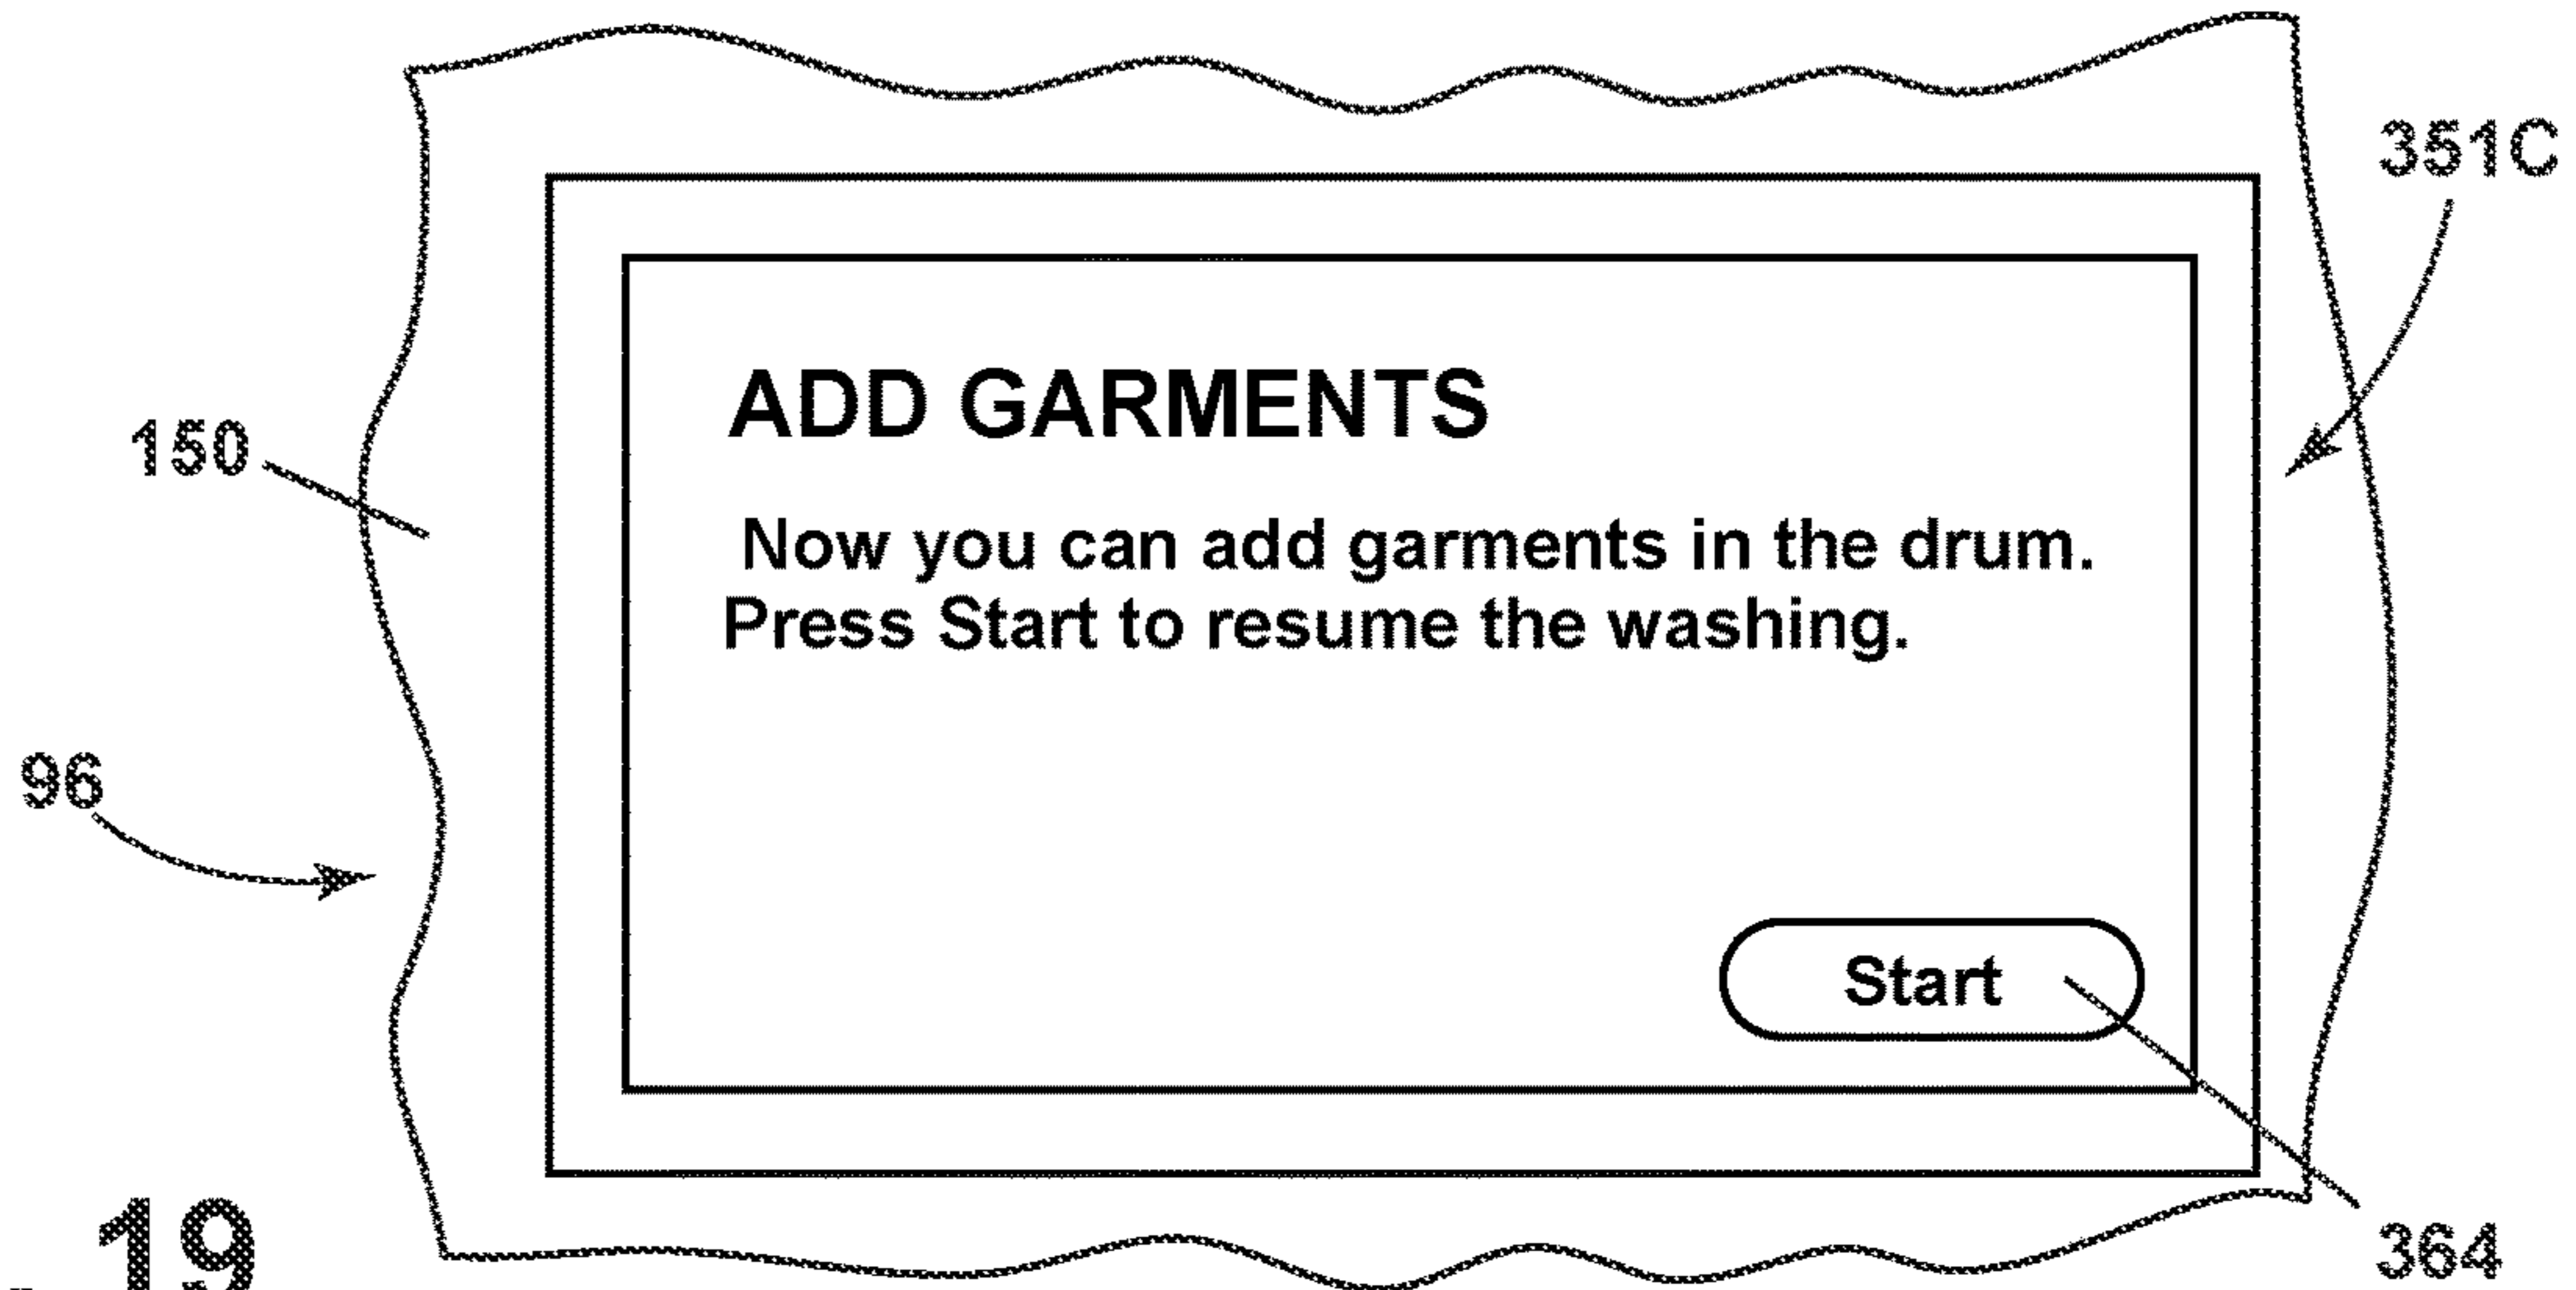 351C
ADD GARMENTS
150
Now you can add garments in the drum.
Press Start to resume the washing.
96
Start
19
364